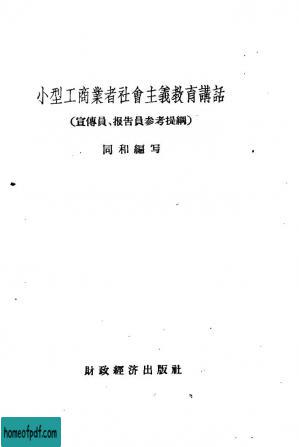 小型工商業者社會主義教育講話
(宣傳員、报告員参考提綱)
同和編写
財政經济出版社
homeofpdf.com